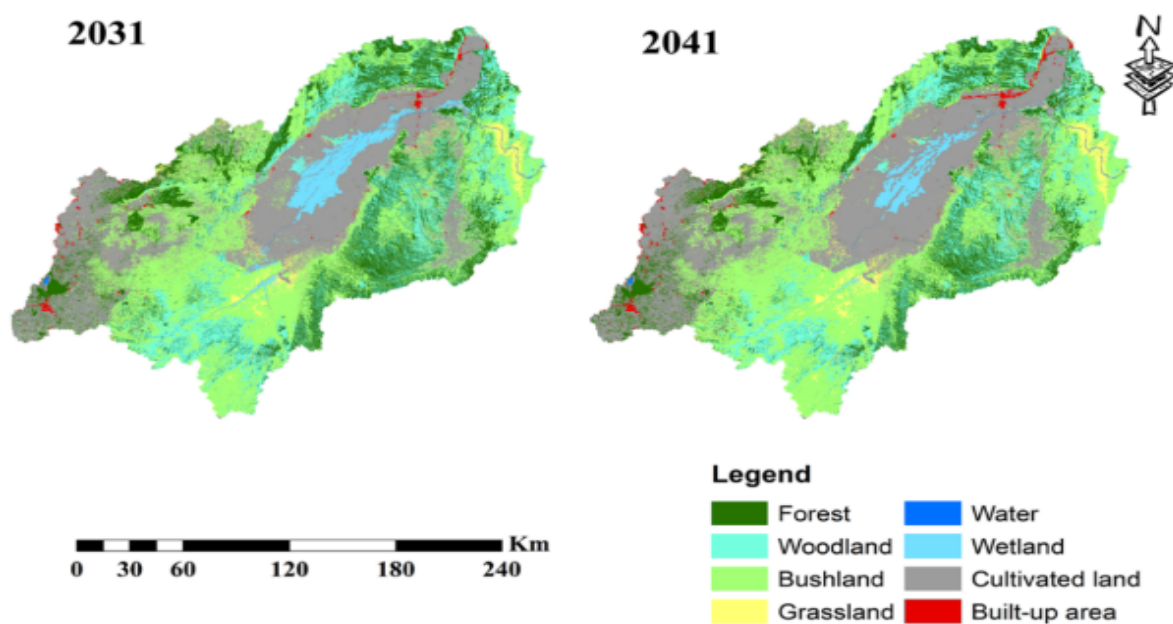 2031
2041
N
Legend
Forest
Water
Woodland
Wetland
Bushland
Cultivated land
Grassland
Built-up area
Km
0 30 60 120 180 240